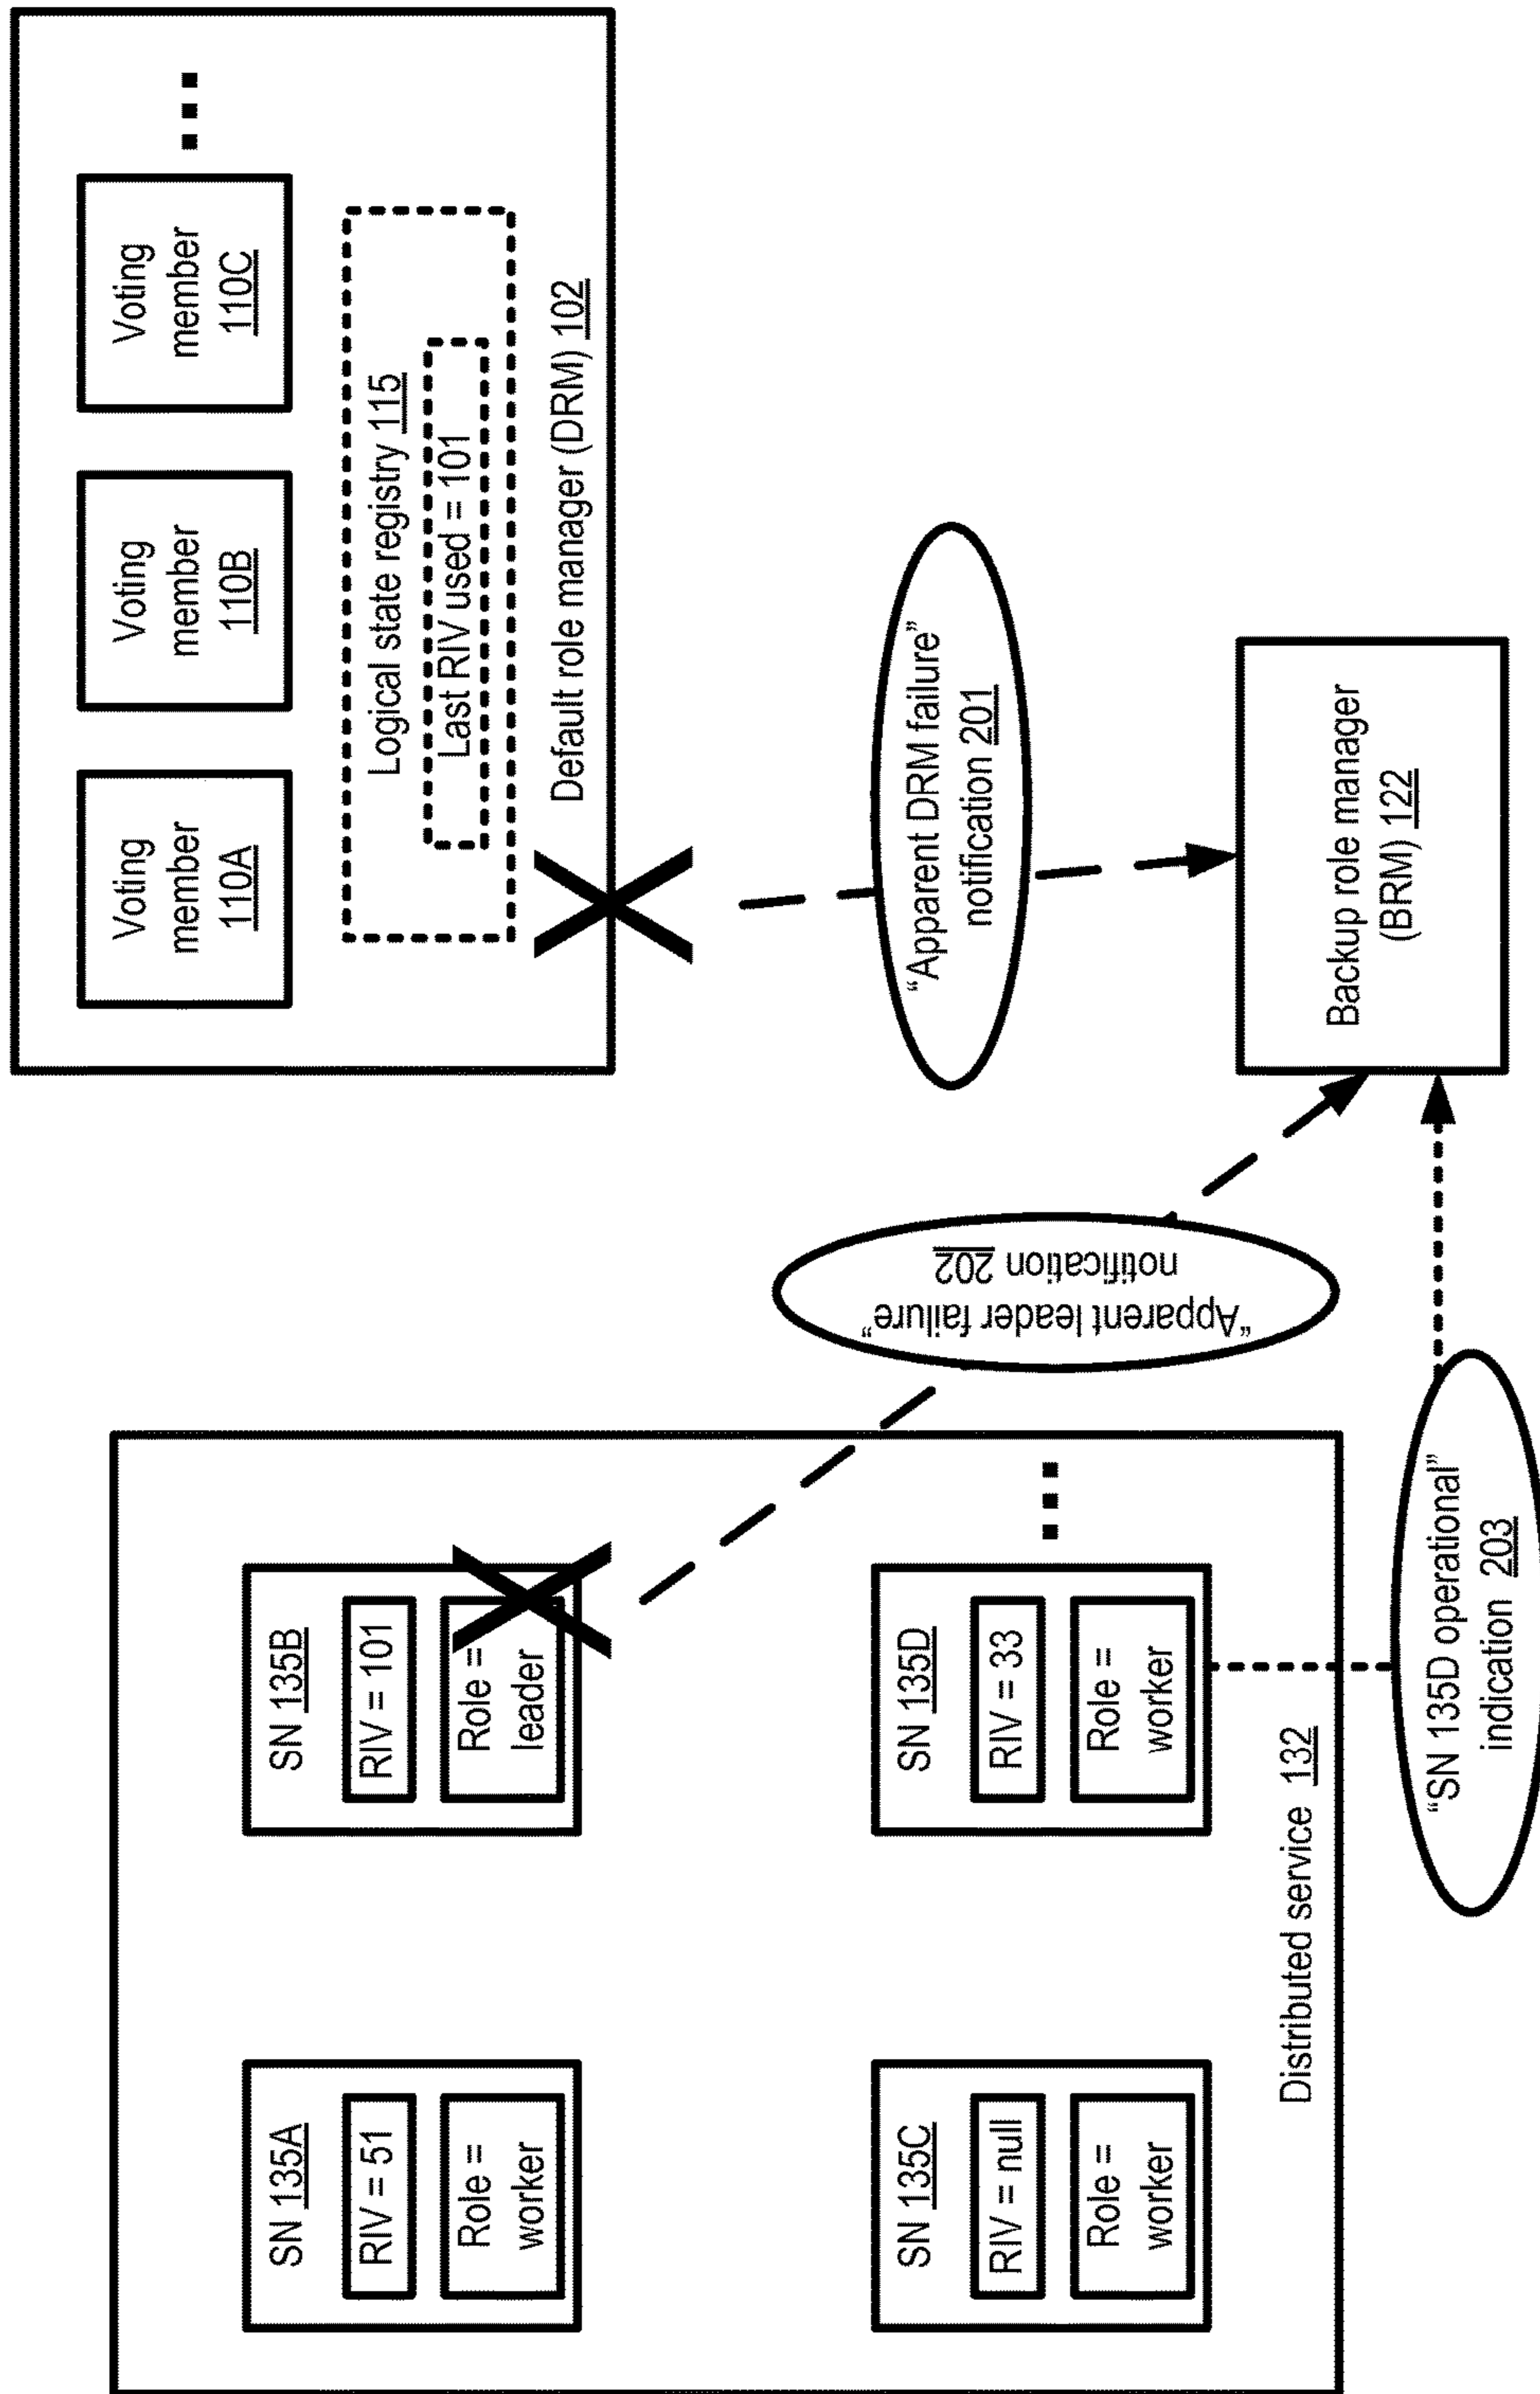 SN 135A
RIV = 51
Role =
worker
SN 135B
RIV = 101
Role =
leader
SN 135C
RIV = null
Role =
worker
SN 135D
RIV = 33
Role =
worker
Distributed service 132
Voting
member
110A
Voting
member
110B
Voting
member
110C
Logical state registry 115
Last RIV used = 101
Default role manager (DRM) 102
“Apparent leader failure”
notification 202
“Apparent DRM failure”
notification 201
“SN 135D operational”
indication 203
Backup role manager
(BRM) 122